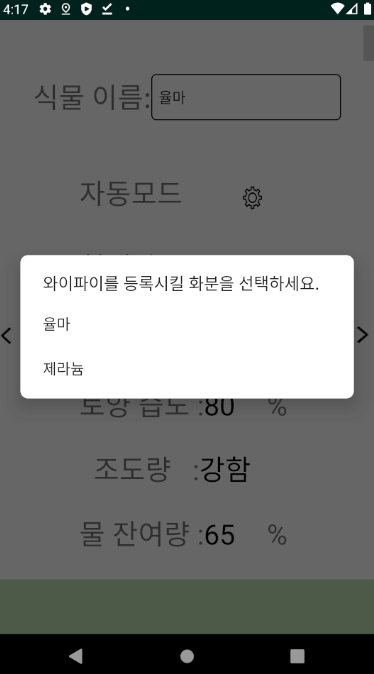 4:17
식물 이름:
율마
자동모드
와이파이를 등록시킬 화분을 선택하세요.
율마
제라늄
토양 습도 :80 %
조도량 :강함
물 잔여량 :65 %